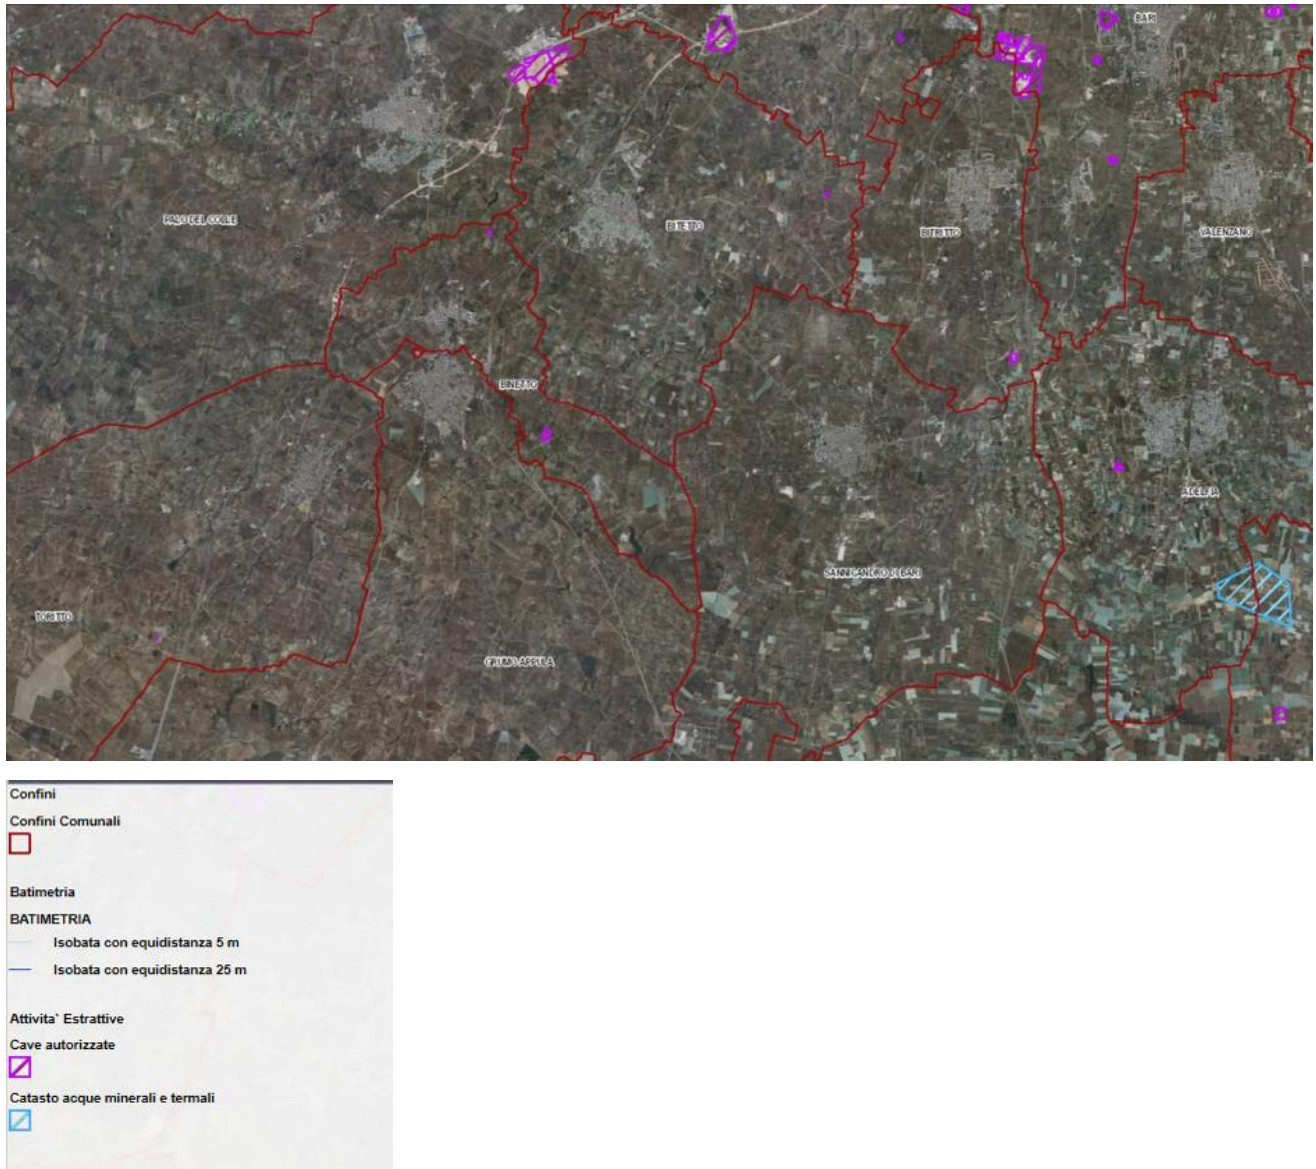 BARI
PALO DEL COLLE
BITETTO
BITRITTO
VALENZANO
BINETTO
ADELFIA
SANNICANDRO DI BARI
TORITTO
GRUMO APPULA
Confini
Confini Comunali
Batimetria
BATIMETRIA
Isobata con equidistanza 5 m
Isobata con equidistanza 25 m
Attivita` Estrattive
Cave autorizzate
Catasto acque minerali e termali